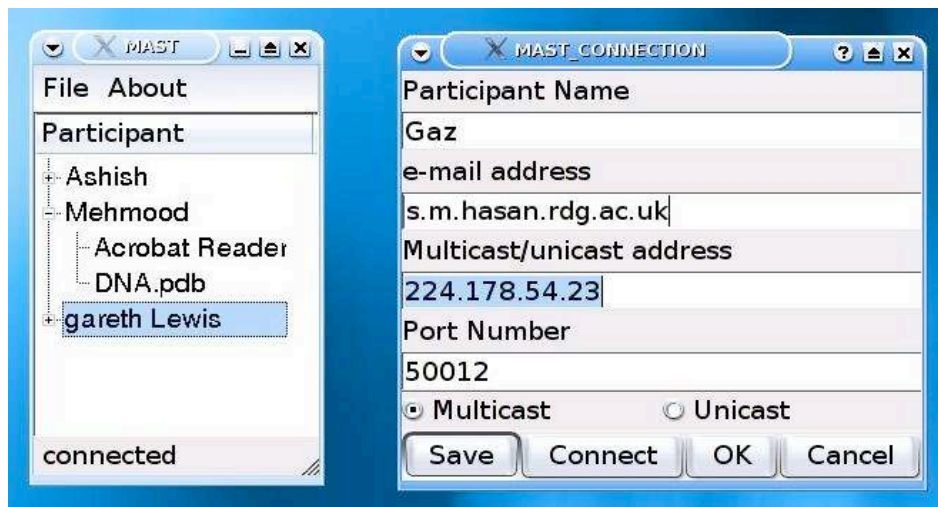 MAST
File About
Participant
Ashish
Mehmood
Acrobat Reader
DNA.pdb
gareth Lewis
connected
MAST_CONNECTION
Participant Name
Gaz
e-mail address
s.m.hasan.rdg.ac.uk
Multicast/unicast address
224.178.54.23
Port Number
50012
Multicast Unicast
Save Connect OK Cancel